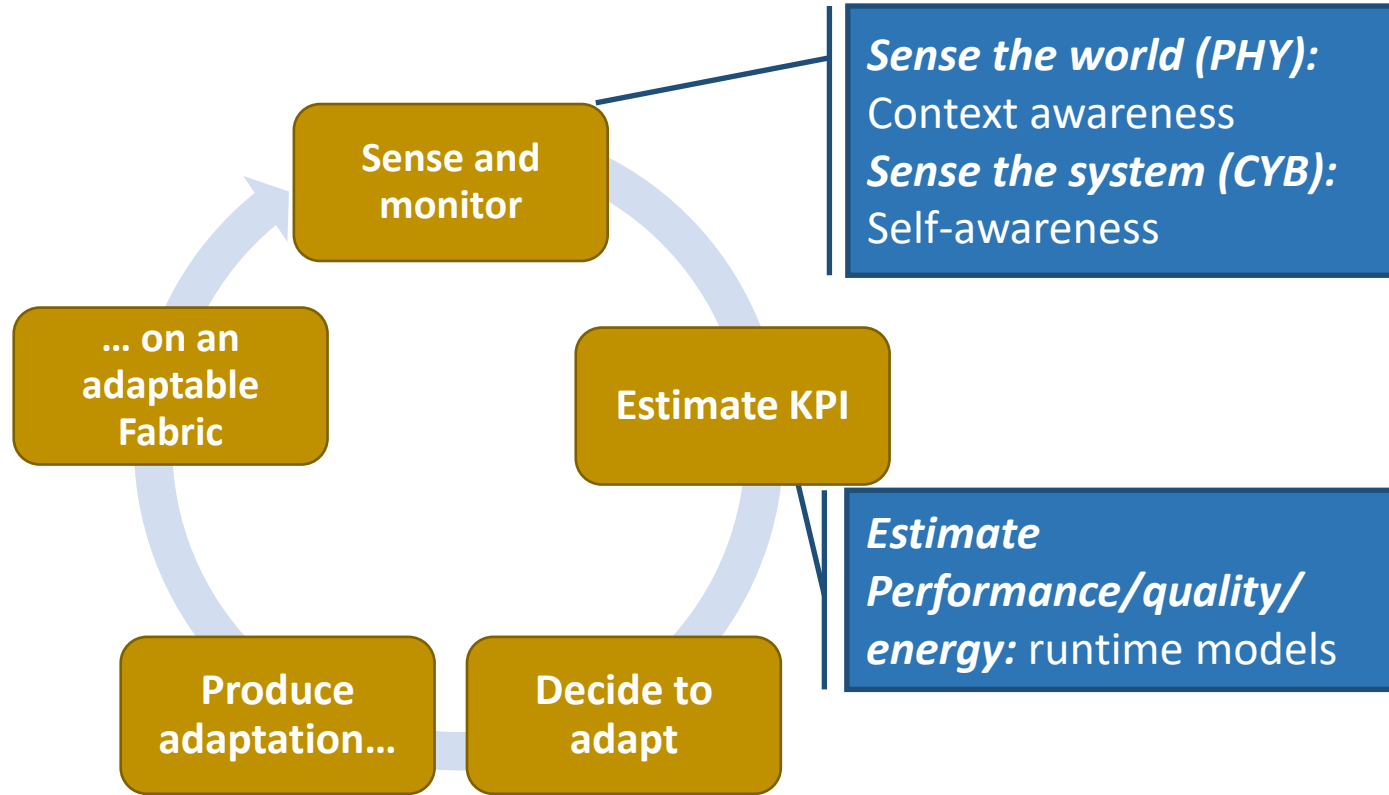 Sense the world (PHY):
Context awareness
Sense the system (CYB):
Self-awareness
Sense and
monitor
Estimate KPI
Estimate
Performance/quality/
energy: runtime models
Decide to
adapt
Produce
adaptation...
... on an
adaptable
Fabric